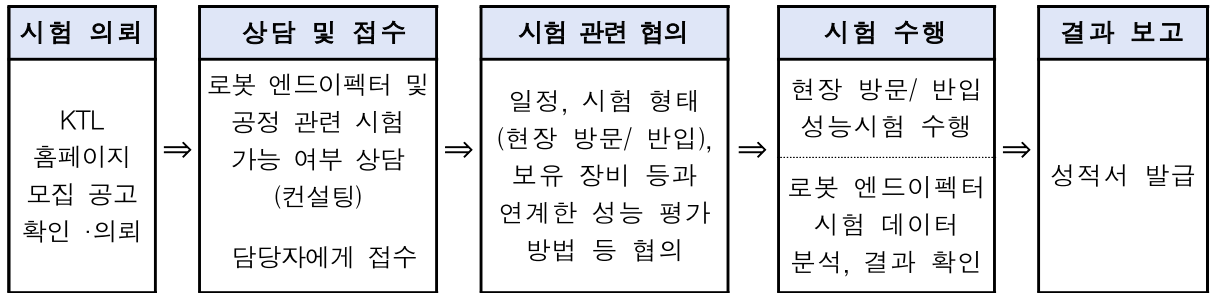 시험 의뢰
KTL
홈페이지
모집 공고
확인 ·의뢰
⇒
상담 및 접수
로봇 엔드이펙터 및
공정 관련 시험
가능 여부 상담
(컨설팅)
담당자에게 접수
⇒
시험 관련 협의
일정, 시험 형태
(현장 방문/ 반입),
보유 장비 등과
연계한 성능 평가
방법 등 협의
⇒
시험 수행
현장 방문/ 반입
성능시험 수행
로봇 엔드이펙터
시험 데이터
분석, 결과 확인
⇒
결과 보고
성적서 발급